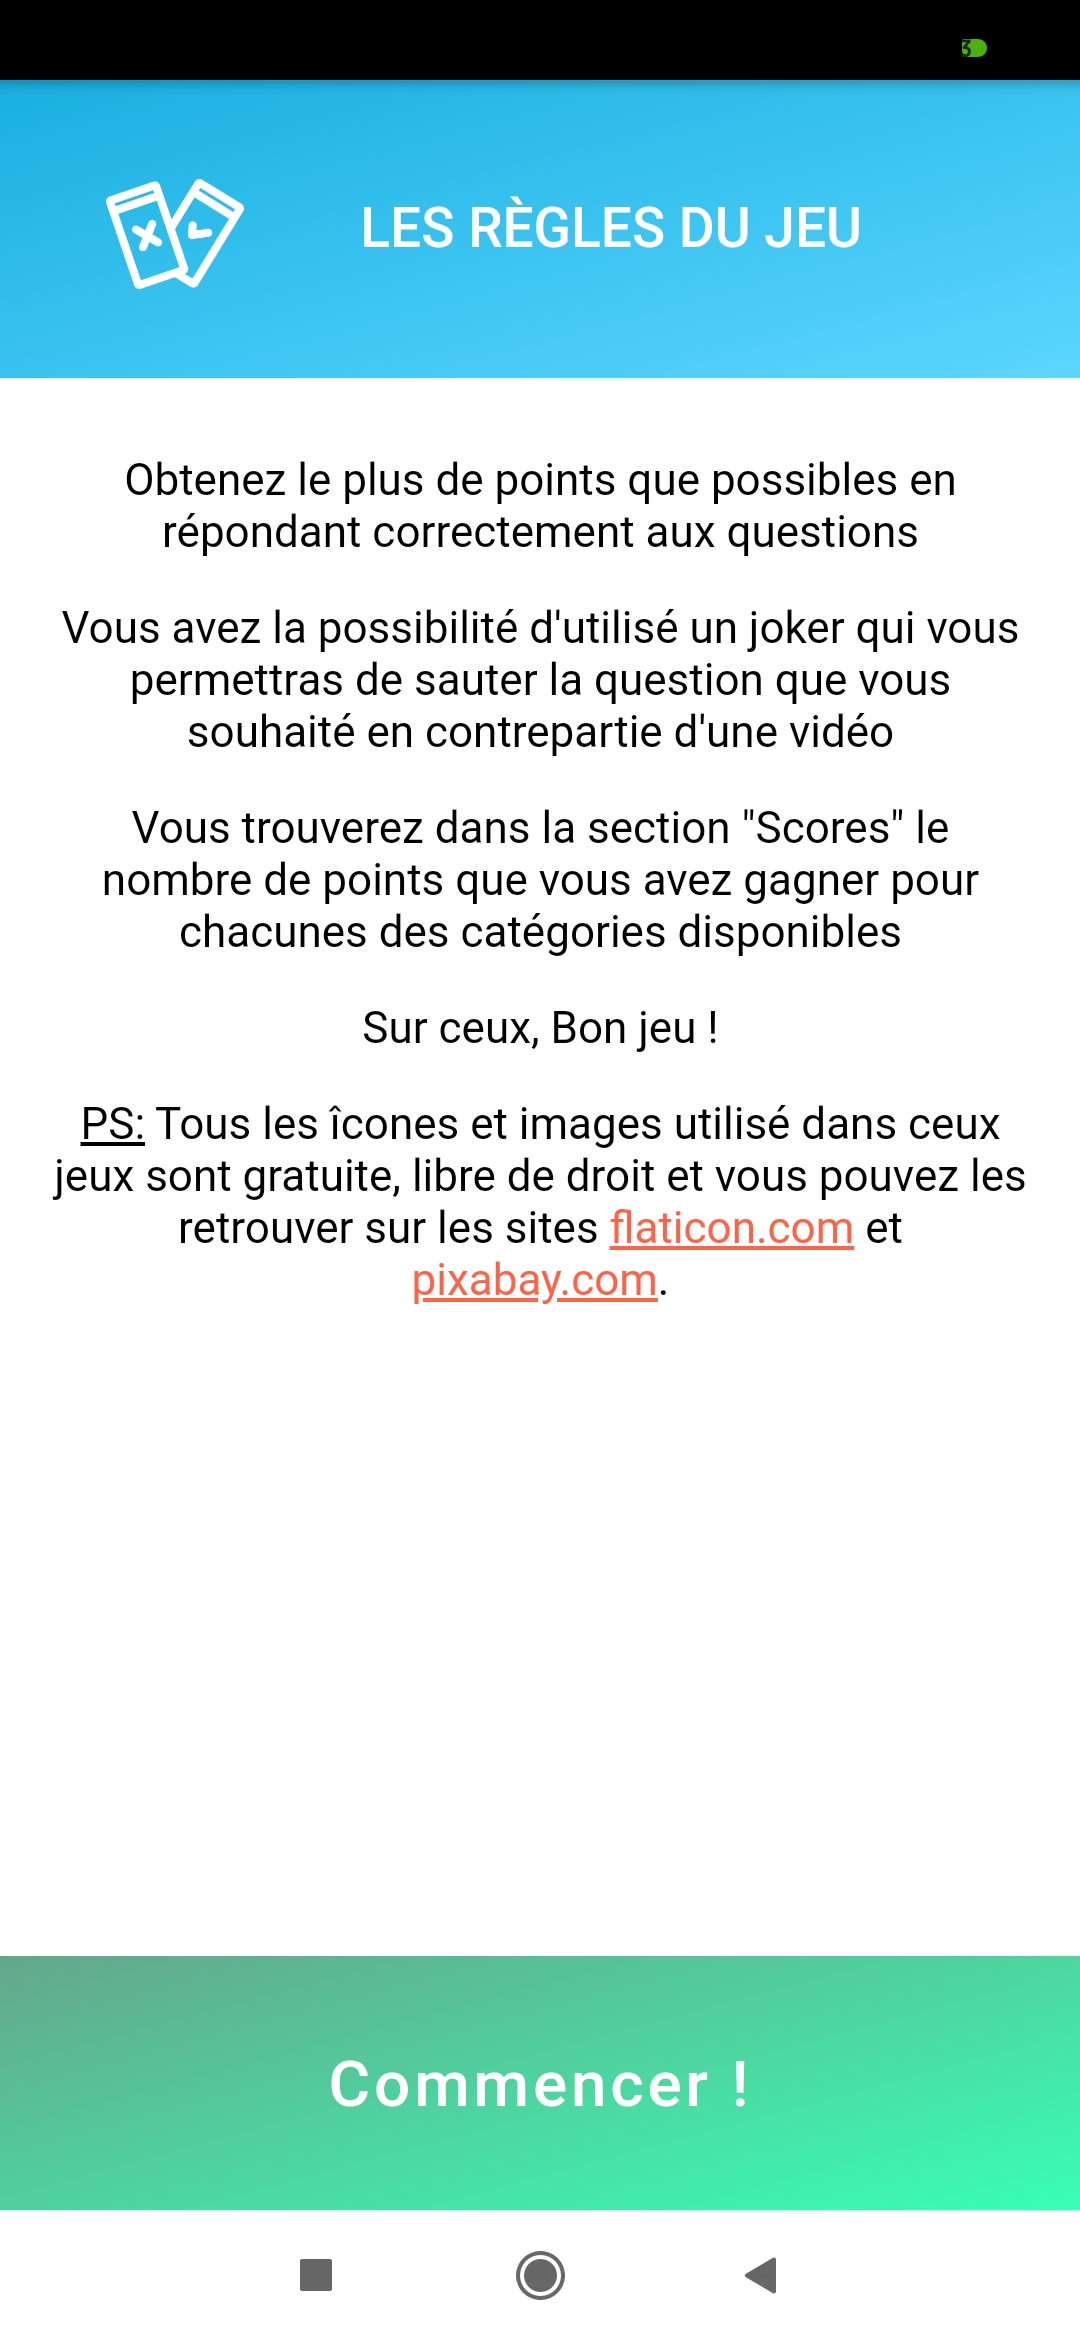 LES RÈGLES DU JEU
Obtenez le plus de points que possibles en
répondant correctement aux questions
Vous avez la possibilité d'utilisé un joker qui vous
permettras de sauter la question que vous
souhaité en contrepartie d'une vidéo
Vous trouverez dans la section "Scores" le
nombre de points que vous avez gagner pour
chacunes des catégories disponibles
Sur ceux, Bon jeu !
PS: Tous les îcones et images utilisé dans ceux
jeux sont gratuite, libre de droit et vous pouvez les
retrouver sur les sites flaticon.com et
pixabay.com.
Commencer !